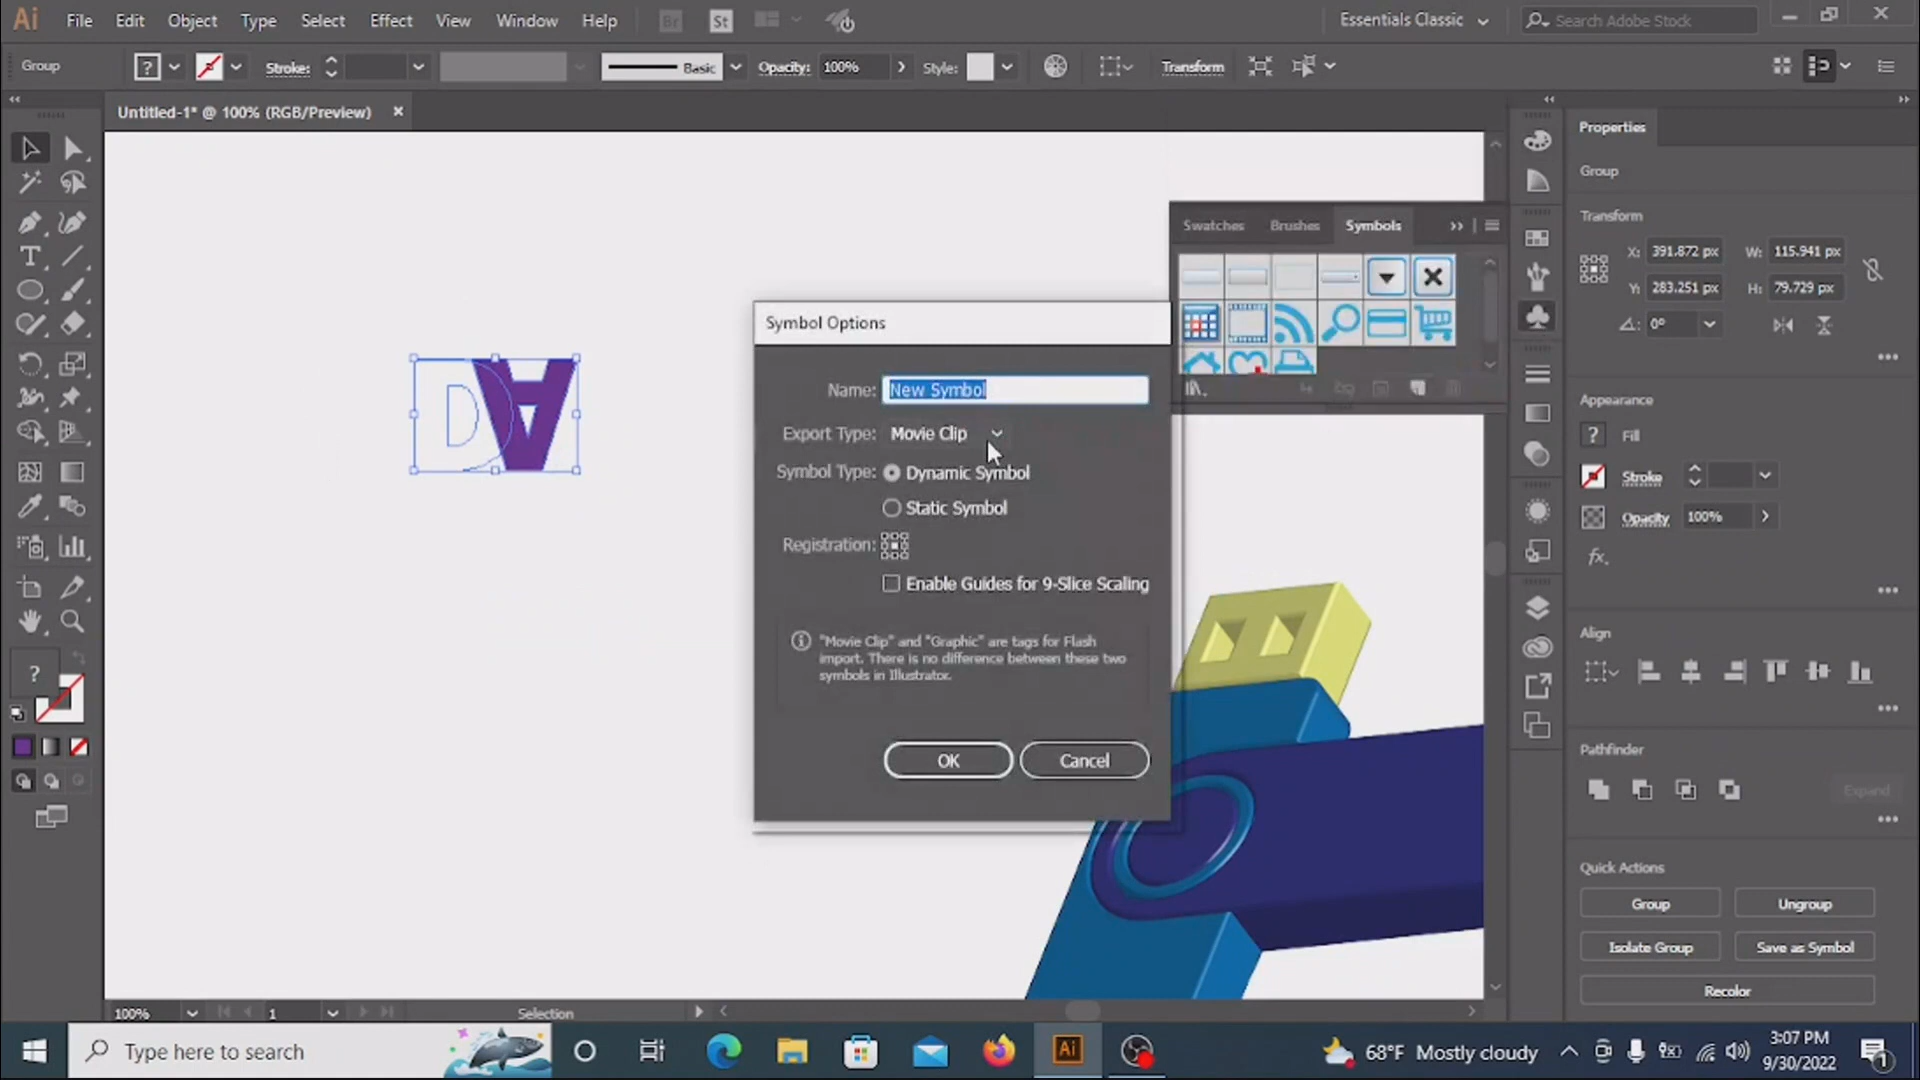 Ai File Edit Object Type Select Effect View Window Help Br St Essentials Classic Search Adobe Stock
Group ? Stroke: Basic Opacity: 100% Style: Transform
Untitled-1* @ 100% (RGB/Preview) ×
Properties
Group
Transform
X: 391.872 px W: 115.941 px
Y: 283.251 px H: 79.729 px
0°
Swatches Brushes Symbols
Symbol Options
Name: New Symbol
Export Type: Movie Clip
Symbol Type: Dynamic Symbol
Static Symbol
Registration:
Enable Guides for 9-Slice Scaling
"Movie Clip" and "Graphic" are tags for Flash
import. There is no difference between these two
symbols in Illustrator.
OK Cancel
DA
T
?
Appearance
? Fill
Stroke
Opacity 100%
fx.
Align
Pathfinder
Expand
Quick Actions
Group Ungroup
Isolate Group Save as Symbol
Recolor
100% 1 Selection
Type here to search
Ai
68°F Mostly cloudy
3:07 PM
9/30/2022
1